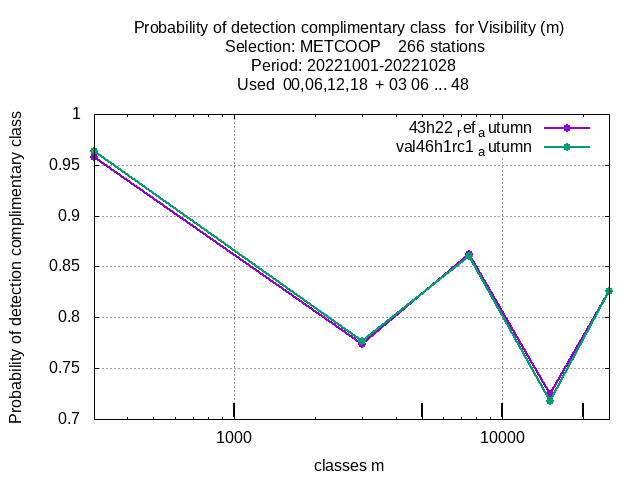 Probability of detection complimentary class for Visibility (m)
Selection: METCOOP 266 stations
Period: 20221001-20221028
Used 00,06,12,18 + 03 06 ... 48
Probability of detection complimentary class
1
0.95
0.9
0.85
0.8
0.75
0.7
43h22 ref a utumn
val46h1rc1 a utumn
1000
10000
classes m